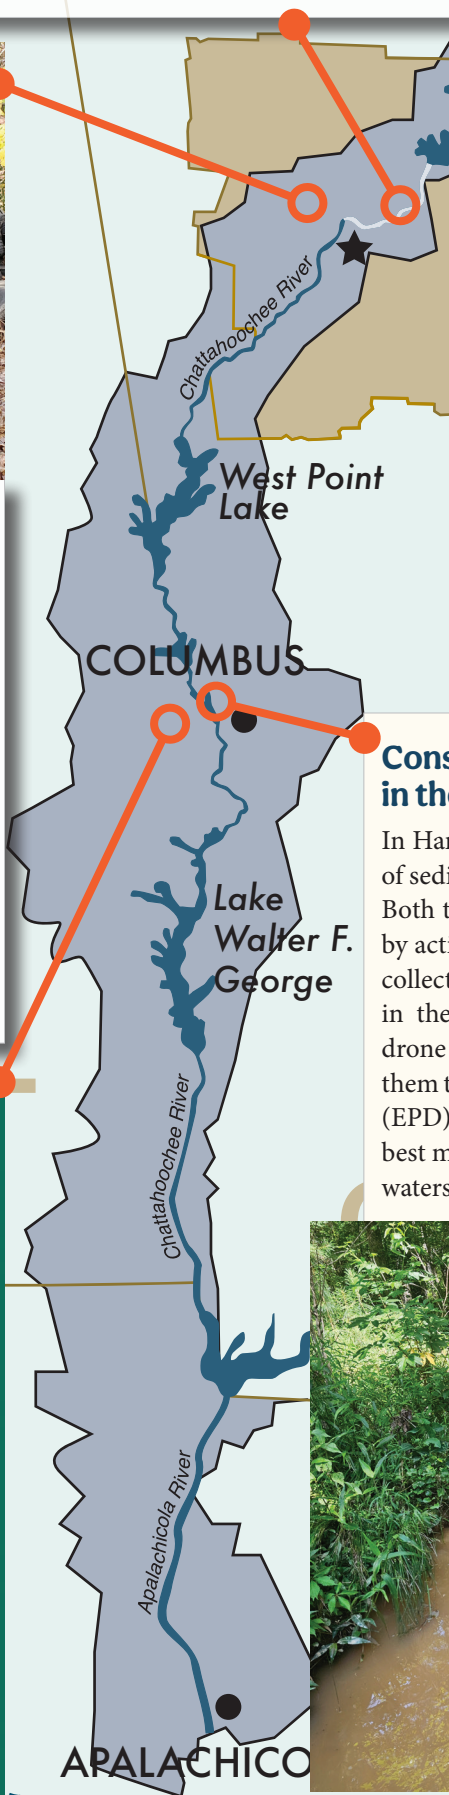 Chattahoochee River
West Point
Lake
COLUMBUS
Lake
Walter F.
George
Chattahoochee River
Apalachicola River
APALACHICO
Cons
in the
In Har
of sedi
Both t
by acti
collect
in the
drone
them t
(EPD)
best m
waters